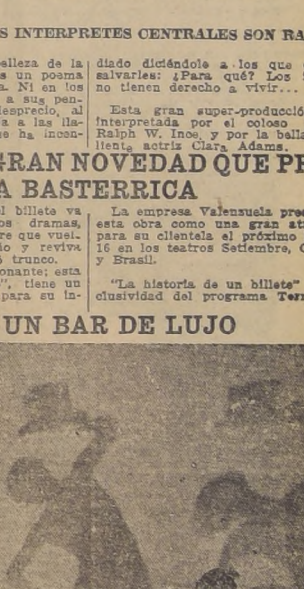 S INTERPRETES CENTRALES SON RA
elleza de la
s un poema
a. Ni en los
a sus pen-
desprecio, al
a a las lla-
ue ha incen-
diado diciéndole a los que
salvarles: ¿Para qué? Los
no tienen derecho a vivir...
Esta gran super-producció
interpretada por el coloso
Ralph W. Ince, y por la bella
liente actriz Clara Adams.
GRAN NOVEDAD QUE PR
A BASTERRICA
el billete va
os dramas,
re que vuel-
io y reviva
ó trunco.
onante; esta
", tiene un
para su in-
La empresa Valenzuela pre
esta obra como una gran at
para su clientela el próximo
16 en los teatros Setiembre, C
y Brasil.
"La historia de un billete"
clusividad del programa Ter
UN BAR DE LUJO